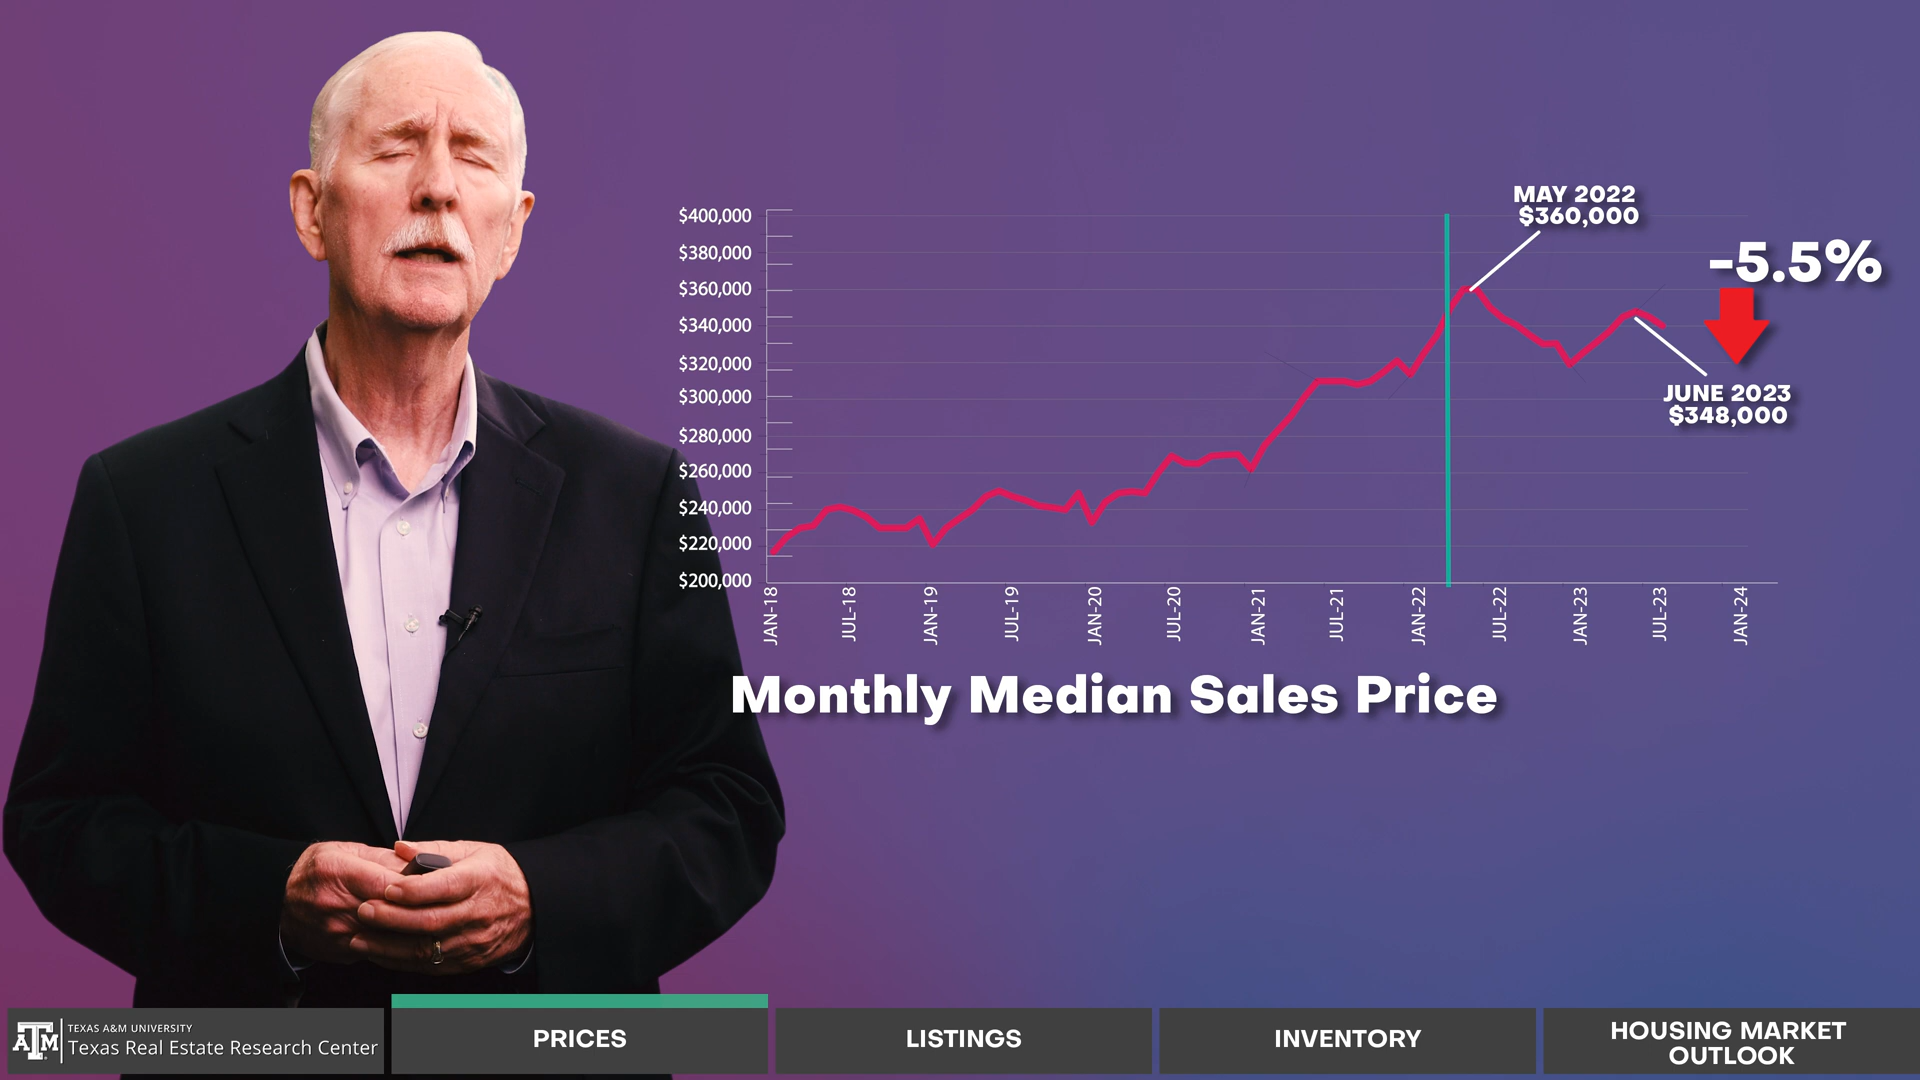 MAY 2022
$360,000
-5.5%
$400,000
$380,000
$360,000
$340,000
$320,000
$300,000
$280,000
$260,000
$240,000
$220,000
$200,000
JUNE 2023
$348,000
JAN-18
JUL-18
JAN-19
JUL-19
JAN-20
JUL-20
JAN-21
JUL-21
JAN-22
JUL-22
JAN-23
JUL-23
JAN-24
Monthly Median Sales Price
ATM
TEXAS A&M UNIVERSITY
Texas Real Estate Research Center
PRICES
LISTINGS
INVENTORY
HOUSING MARKET
OUTLOOK